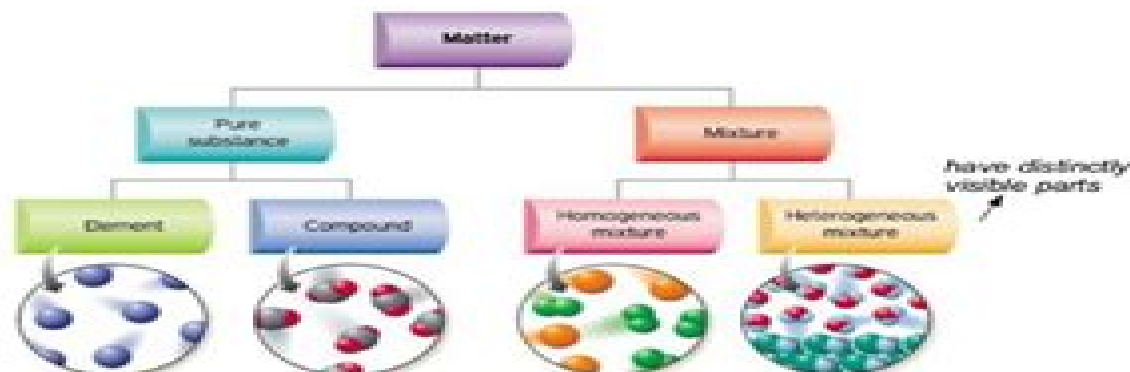 Matter
Pure
substance
Mixture
have distinctly
visible parts
Element
Compound
Homogeneous
mixture
Heterogeneous
mixture